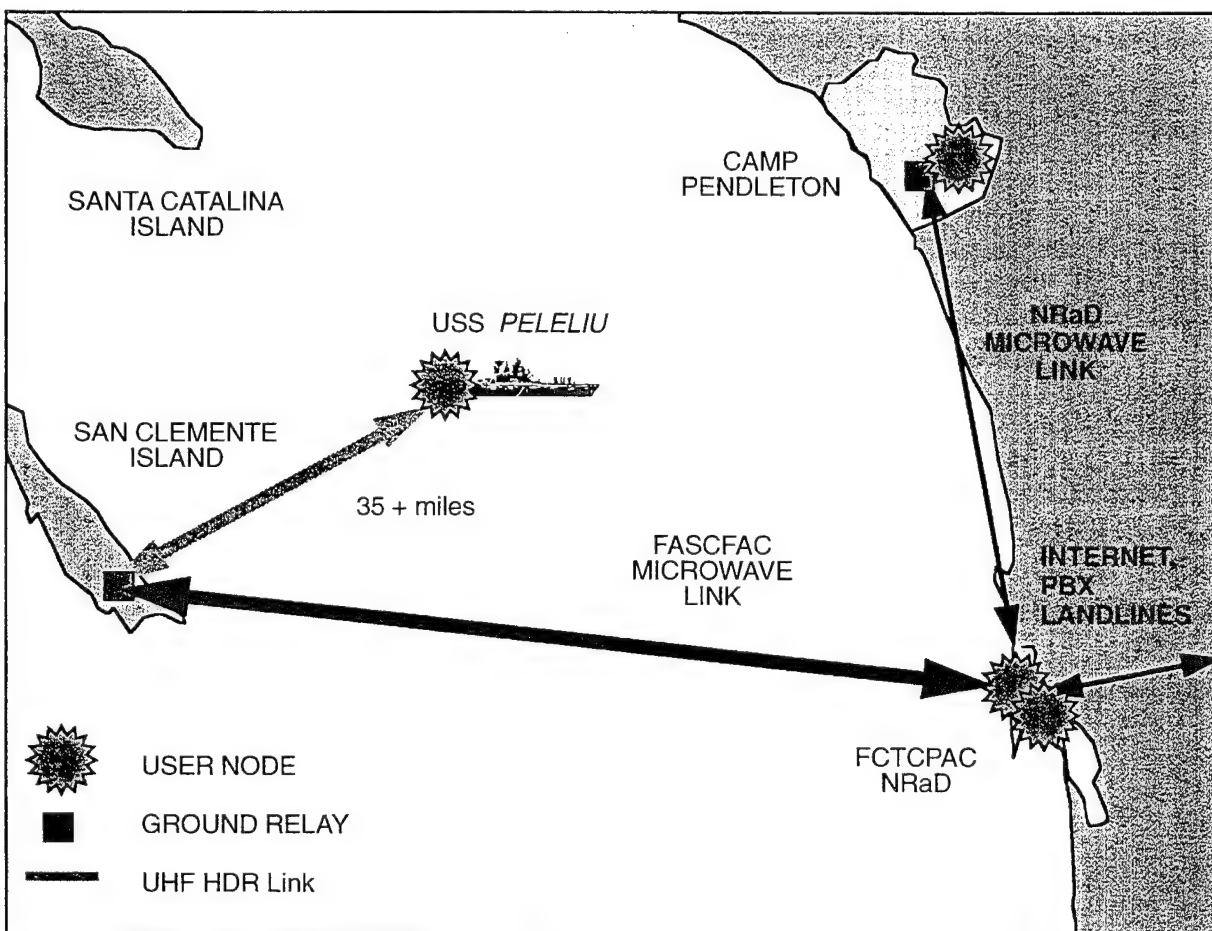 CAMP
PENDLETON
SANTA CATALINA
ISLAND
USS PELELIU
NRaD
MICROWAVE
LINK
SAN CLEMENTE
ISLAND
35 + miles
FASCFAC
MICROWAVE
LINK
INTERNET,
PBX
LANDLINES
FCTCPAC
NRaD
USER NODE
GROUND RELAY
UHF HDR Link